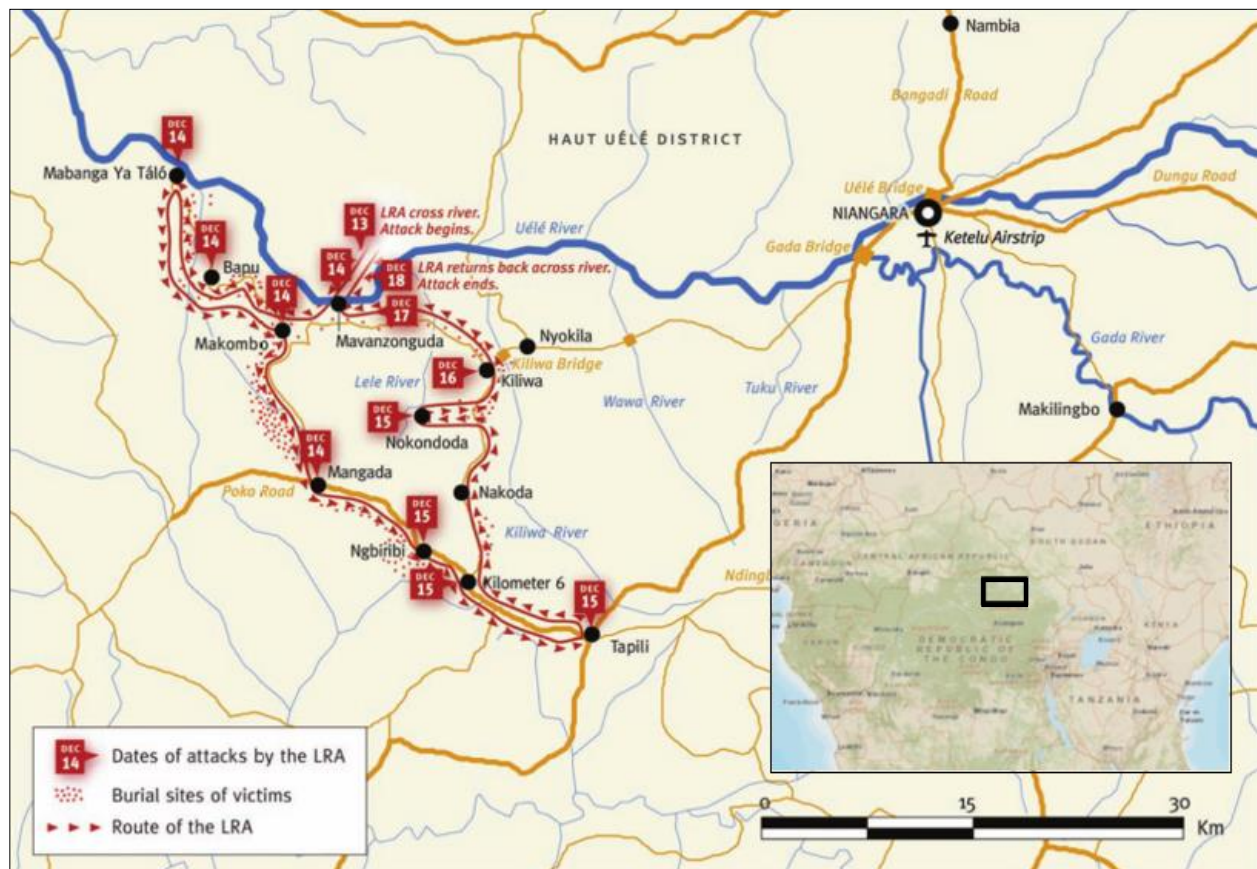 Nambia
Bangadi Road
HAUT UÉLÉ DISTRICT
DEC
14
Mabanga Ya Táló
Uélé Bridge
Dungu Road
NIANGARA
Ketelu Airstrip
DEC
13
LRA cross river.
Attack begins.
Uélé River
Gada Bridge
DEC
14
Bapu
DEC
14
DEC
18
LRA returns back across river.
Attack ends.
DEC
14
DEC
17
Makombo
Mavanzonguda
Nyokila
Kiliwa Bridge
Gada River
DEC
16
Kiliwa
Lele River
Wawa River
Tuku River
Makilingbo
DEC
15
Nokondoda
DEC
14
Mangada
Poko Road
Nakoda
DEC
15
Kiliwa River
Ngbiribi
DEC
15
Kilometer 6
DEC
15
Tapili
CENTRAL AFRICAN REPUBLIC
SOUTH SUDAN
ETHIOPIA
CAMEROON
UGANDA
KENYA
DEMOCRATIC
REPUBLIC OF
THE CONGO
TANZANIA
DEC
14
Dates of attacks by the LRA
Burial sites of victims
Route of the LRA
0 15 30
Km